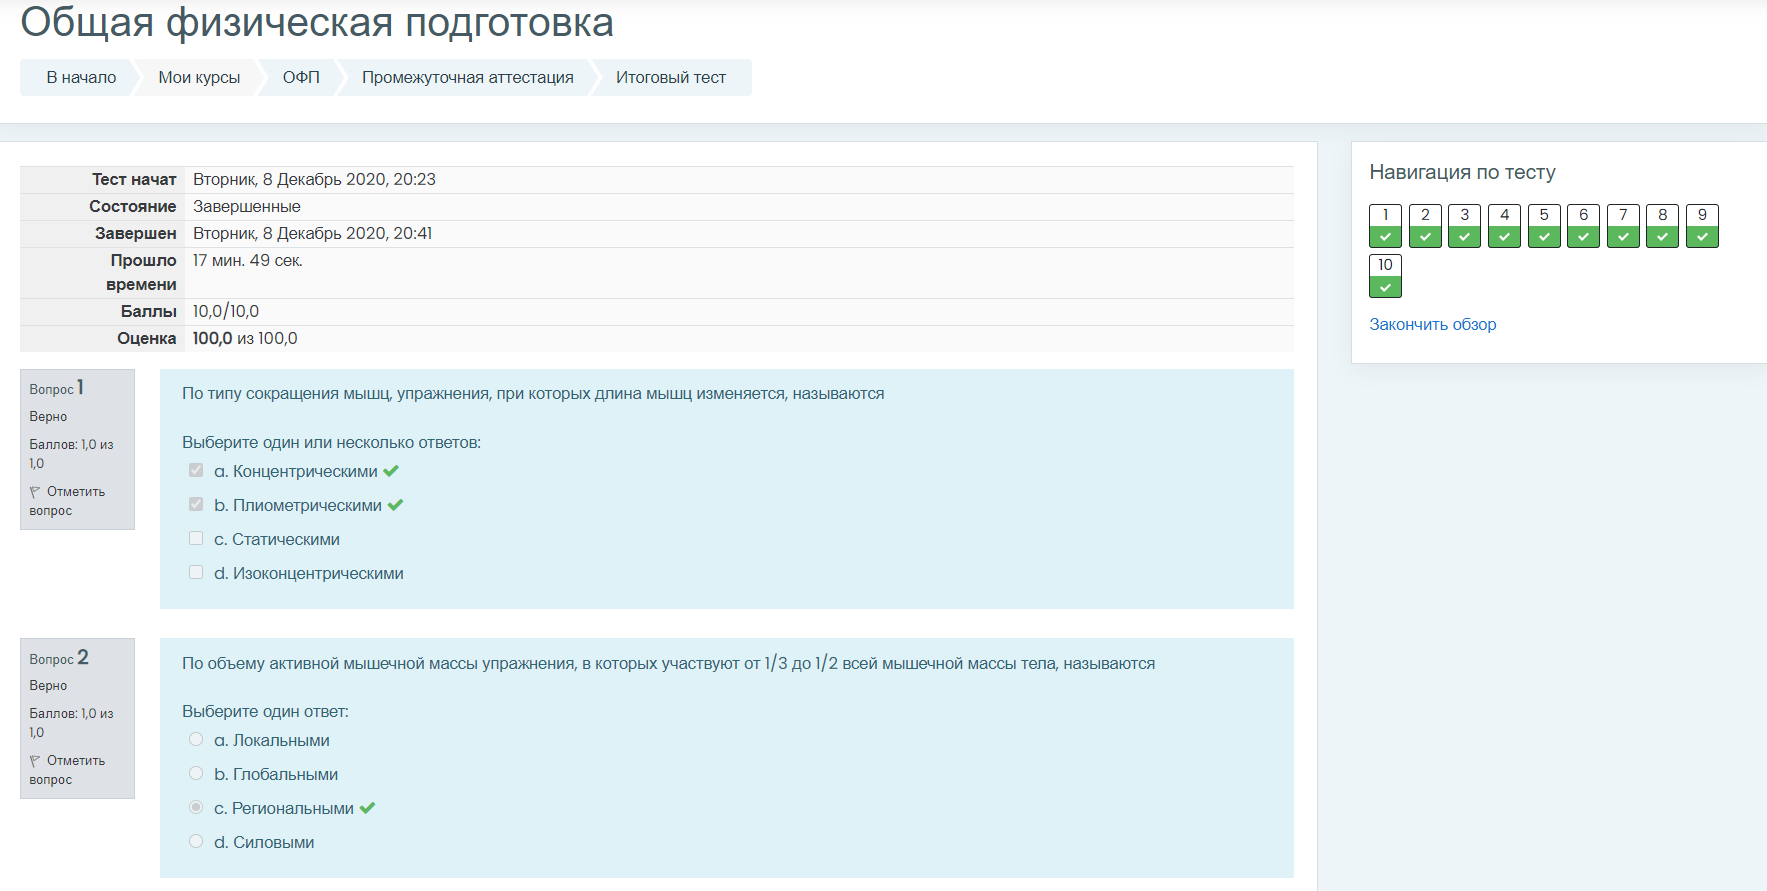 Общая физическая подготовка
В начало
Мои курсы
ОФП
Промежуточная аттестация
Итоговый тест
Тест начат Вторник, 8 Декабрь 2020, 20:23
Состояние Завершенные
Завершен Вторник, 8 Декабрь 2020, 20:41
Прошло времени 17 мин. 49 сек.
Баллы 10,0/10,0
Оценка 100,0 из 100,0
Вопрос 1
Верно
Баллов: 1,0 из
1,0
Отметить
вопрос
По типу сокращения мышц, упражнения, при которых длина мышц изменяется, называются
Выберите один или несколько ответов:
a. Концентрическими
b. Плиометрическими
c. Статическими
d. Изоконцентрическими
Вопрос 2
Верно
Баллов: 1,0 из
1,0
Отметить
вопрос
По объему активной мышечной массы упражнения, в которых участвуют от 1/3 до 1/2 всей мышечной массы тела, называются
Выберите один ответ:
a. Локальными
b. Глобальными
c. Региональными
d. Силовыми
Навигация по тесту
1 2 3 4 5 6 7 8 9
10
Закончить обзор